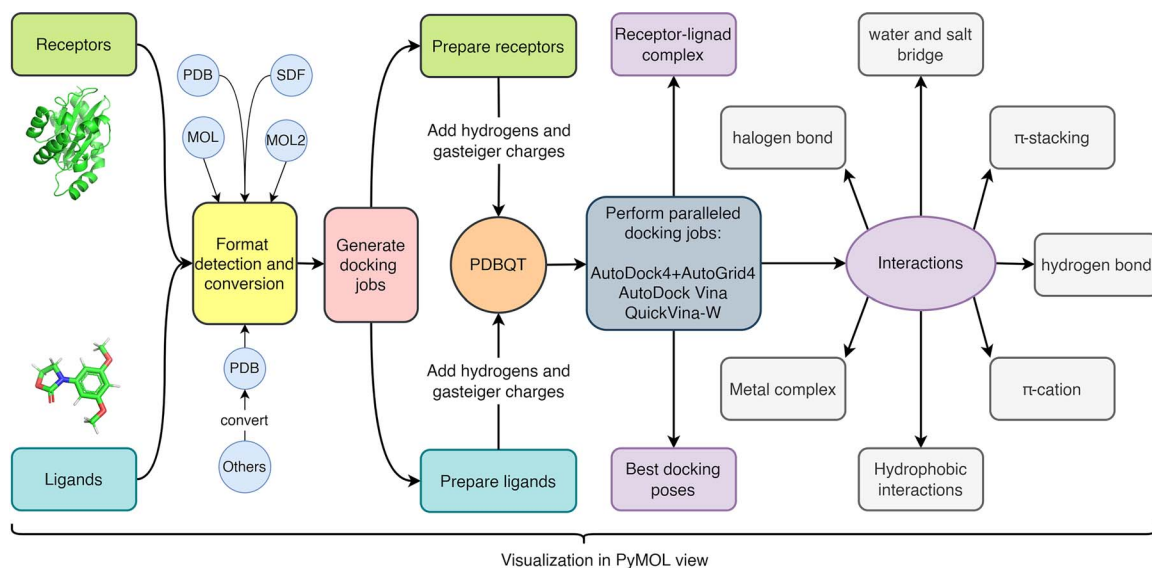 Receptors
PDB
SDF
MOL
MOL2
Format
detection and
conversion
PDB
convert
Others
Ligands
Generate
docking
jobs
Prepare receptors
Add hydrogens and
gasteiger charges
PDBQT
Add hydrogens and
gasteiger charges
Prepare ligands
Receptor-lignad
complex
Perform paralleled
docking jobs:
AutoDock4+AutoGrid4
AutoDock Vina
QuickVina-W
Best docking
poses
Interactions
water and salt
bridge
halogen bond
π-stacking
hydrogen bond
Metal complex
π-cation
Hydrophobic
interactions
Visualization in PyMOL view